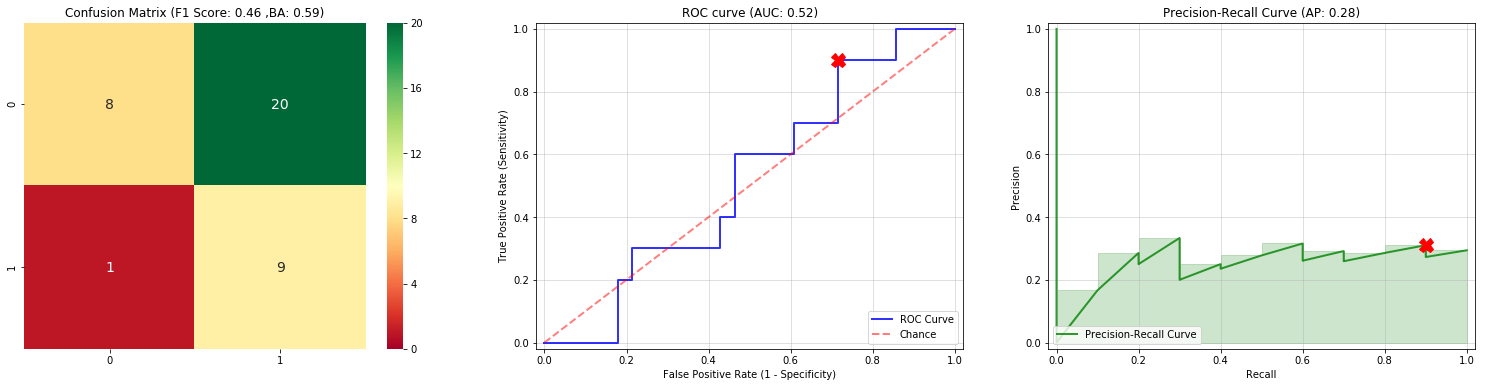 Confusion Matrix (F1 Score: 0.46 ,BA: 0.59)
0
1
8
20
1
9
0
1
20
16
12
8
4
0
ROC curve (AUC: 0.52)
True Positive Rate (Sensitivity)
1.0
0.8
0.6
0.4
0.2
0.0
ROC Curve
Chance
0.0 0.2 0.4 0.6 0.8 1.0
False Positive Rate (1 - Specificity)
Precision-Recall Curve (AP: 0.28)
Precision
1.0
0.8
0.6
0.4
0.2
0.0
Precision-Recall Curve
0.0 0.2 0.4 0.6 0.8 1.0
Recall